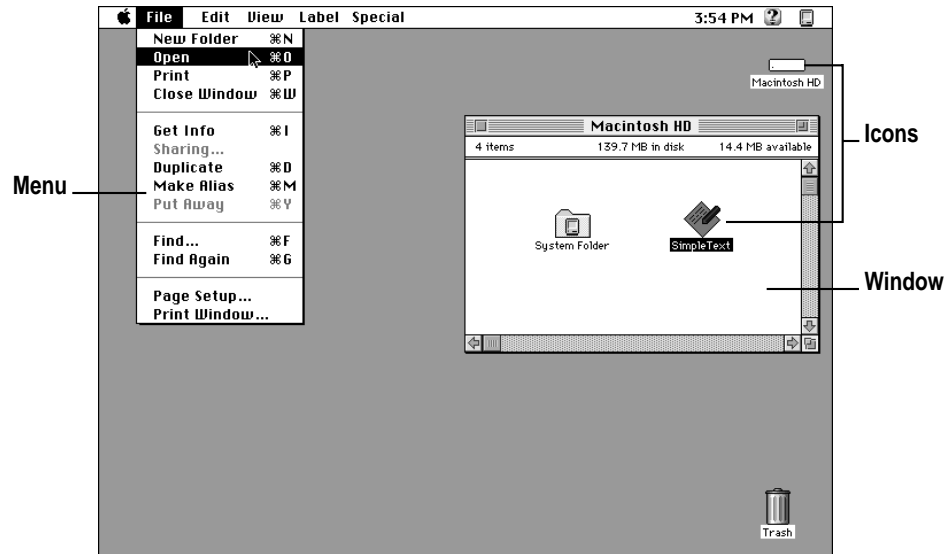 File Edit View Label Special 3:54 PM
New Folder ⌘N
Open ⌘O
Print ⌘P
Close Window ⌘W
Get Info ⌘I
Sharing...
Duplicate ⌘D
Make Alias ⌘M
Put Away ⌘Y
Find... ⌘F
Find Again ⌘G
Page Setup...
Print Window...
Menu
Macintosh HD
Icons
Macintosh HD
4 items 139.7 MB in disk 14.4 MB available
System Folder SimpleText
Window
Trash